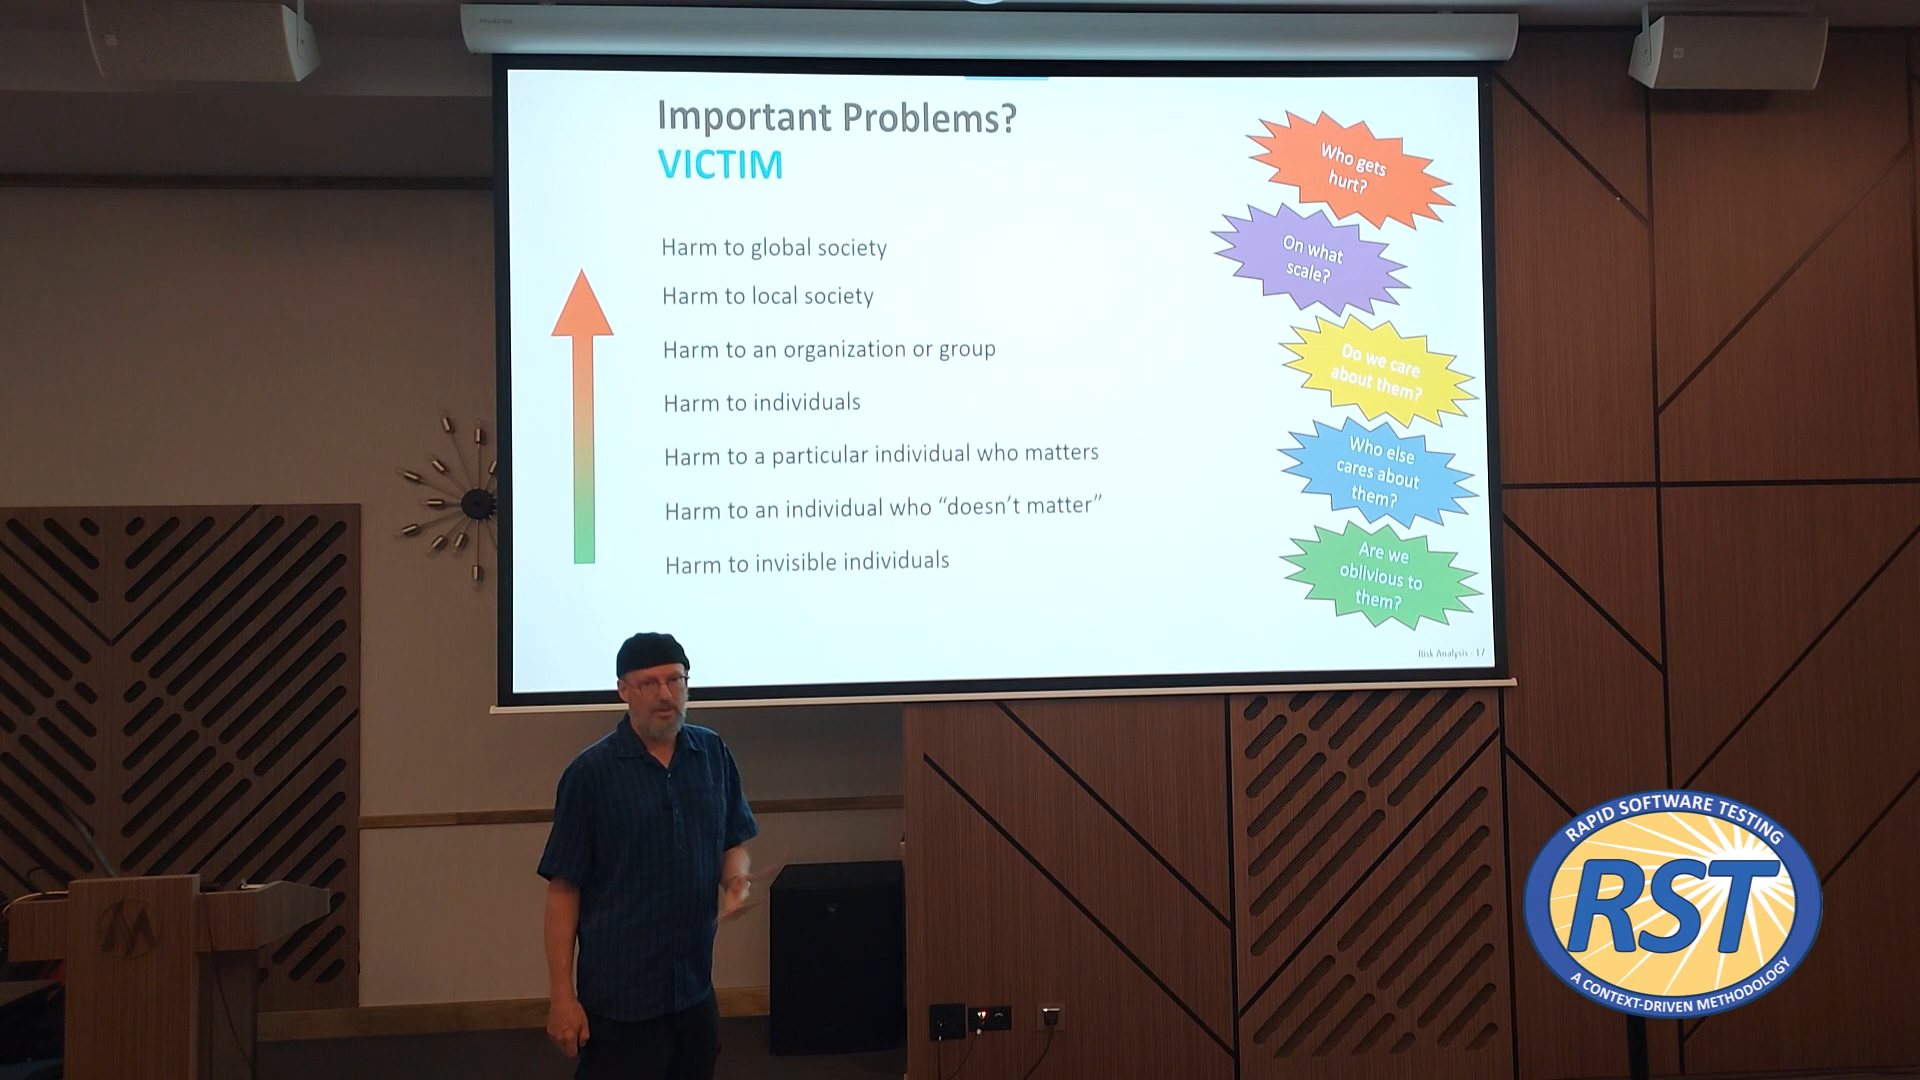 Important Problems?
VICTIM
Harm to global society
Harm to local society
Harm to an organization or group
Harm to individuals
Harm to a particular individual who matters
Harm to an individual who “doesn’t matter”
Harm to invisible individuals
Who gets
hurt?
On what
scale?
Do we care
about them?
Who else
cares about
them?
Are we
oblivious to
them?
Risk Analysis - 17
RAPID SOFTWARE TESTING
RST
A CONTEXT-DRIVEN METHODOLOGY